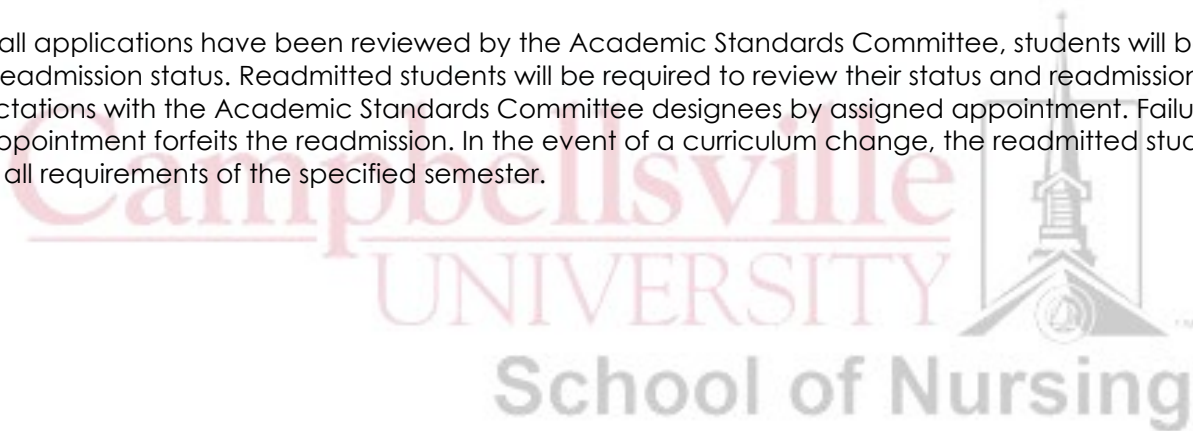 all applications have been reviewed by the Academic Standards Committee, students will b
eadmission status. Readmitted students will be required to review their status and readmission
ctations with the Academic Standards Committee designees by assigned appointment. Failu
ppointment forfeits the readmission. In the event of a curriculum change, the readmitted stud
all requirements of the specified semester.
Campbellsville
UNIVERSITY
School of Nursing